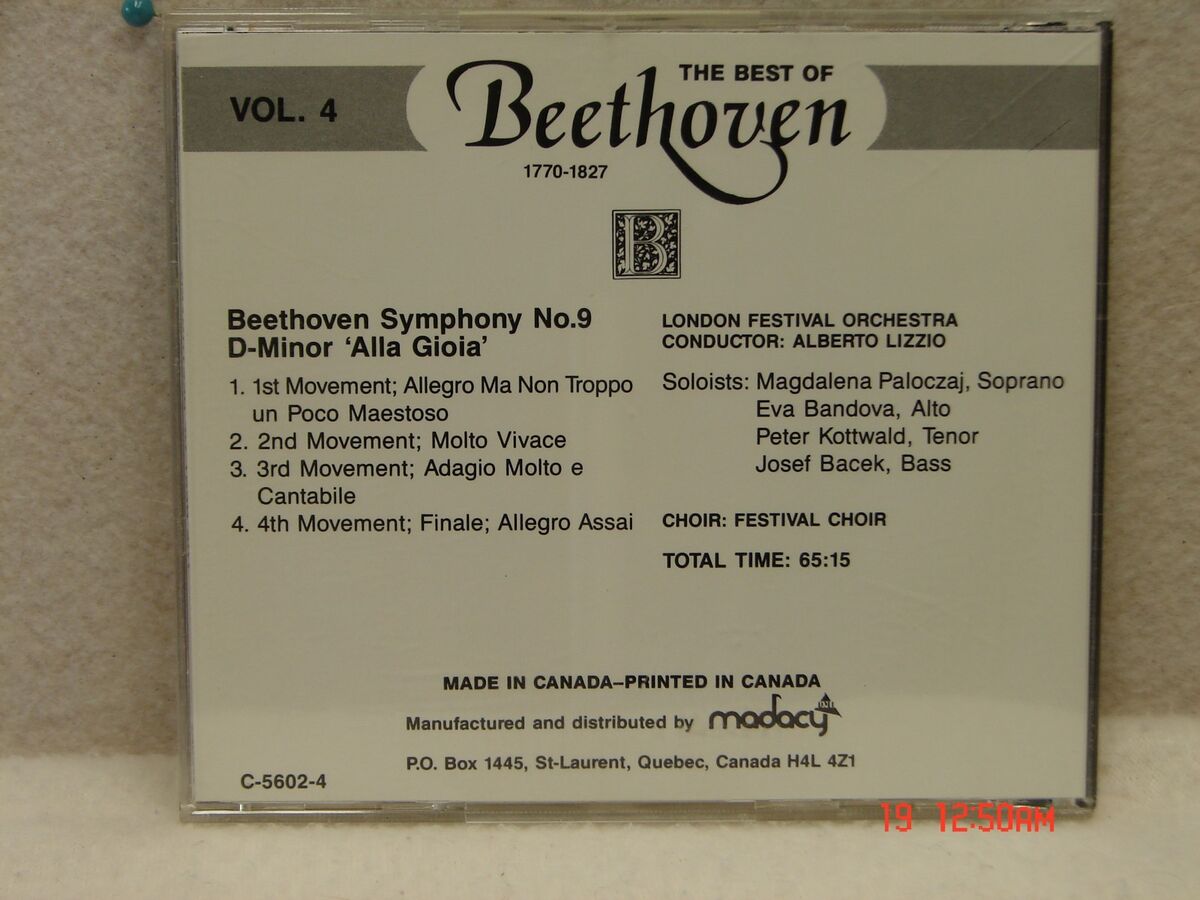 VOL. 4
THE BEST OF
Beethoven
1770-1827
B
Beethoven Symphony No.9
D-Minor ‘Alla Gioia’
1. 1st Movement; Allegro Ma Non Troppo
un Poco Maestoso
2. 2nd Movement; Molto Vivace
3. 3rd Movement; Adagio Molto e
Cantabile
4. 4th Movement; Finale; Allegro Assai
LONDON FESTIVAL ORCHESTRA
CONDUCTOR: ALBERTO LIZZIO
Soloists: Magdalena Paloczaj, Soprano
Eva Bandova, Alto
Peter Kottwald, Tenor
Josef Bacek, Bass
CHOIR: FESTIVAL CHOIR
TOTAL TIME: 65:15
MADE IN CANADA–PRINTED IN CANADA
Manufactured and distributed by madacy
P.O. Box 1445, St-Laurent, Quebec, Canada H4L 4Z1
C-5602-4
19 12:50AM